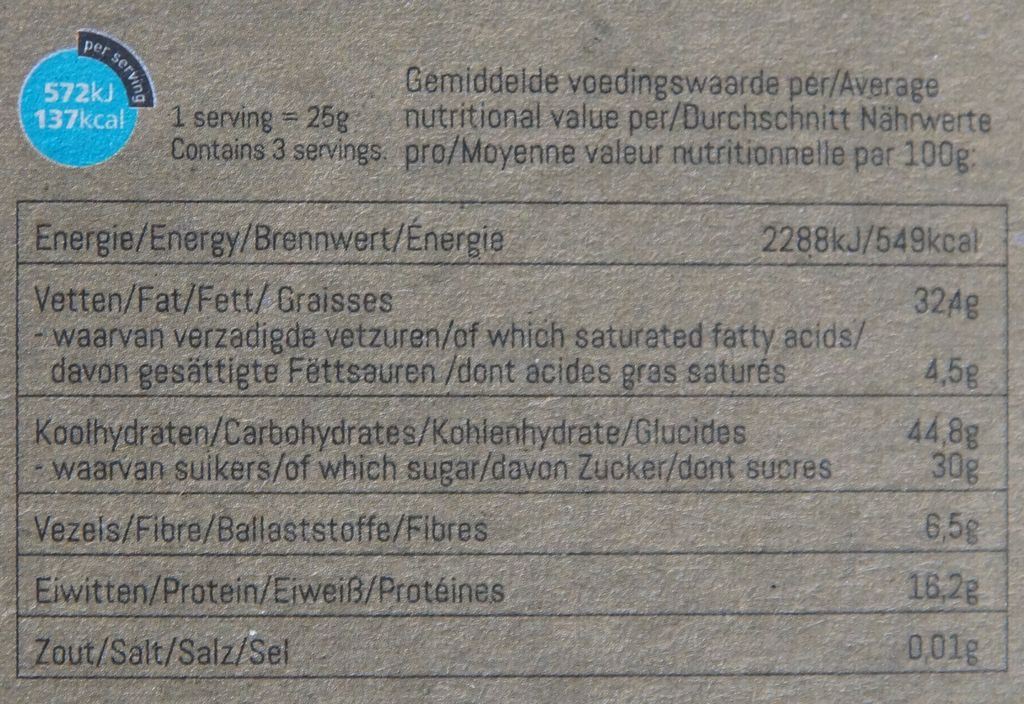 per serving
572kJ
137kcal
1 serving = 25g
Contains 3 servings.
Gemiddelde voedingswaarde per/Average
nutritional value per/Durchschnitt Nährwerte
pro/Moyenne valeur nutritionnelle par 100g:
Energie/Energy/Brennwert/Énergie 2288kJ/549kcal
Vetten/Fat/Fett/ Graisses 32,4g
- waarvan verzadigde vetzuren/of which saturated fatty acids/
davon gesättigte Fëttsauren /dont acides gras saturés 4,5g
Koolhydraten/Carbohydrates/Kohlenhydrate/Glucides 44,8g
- waarvan suikers/of which sugar/davon Zucker/dont sucres 30g
Vezels/Fibre/Ballaststoffe/Fibres 6,5g
Eiwitten/Protein/Eiweiß/Protéines 16,2g
Zout/Salt/Salz/Sel 0,01g